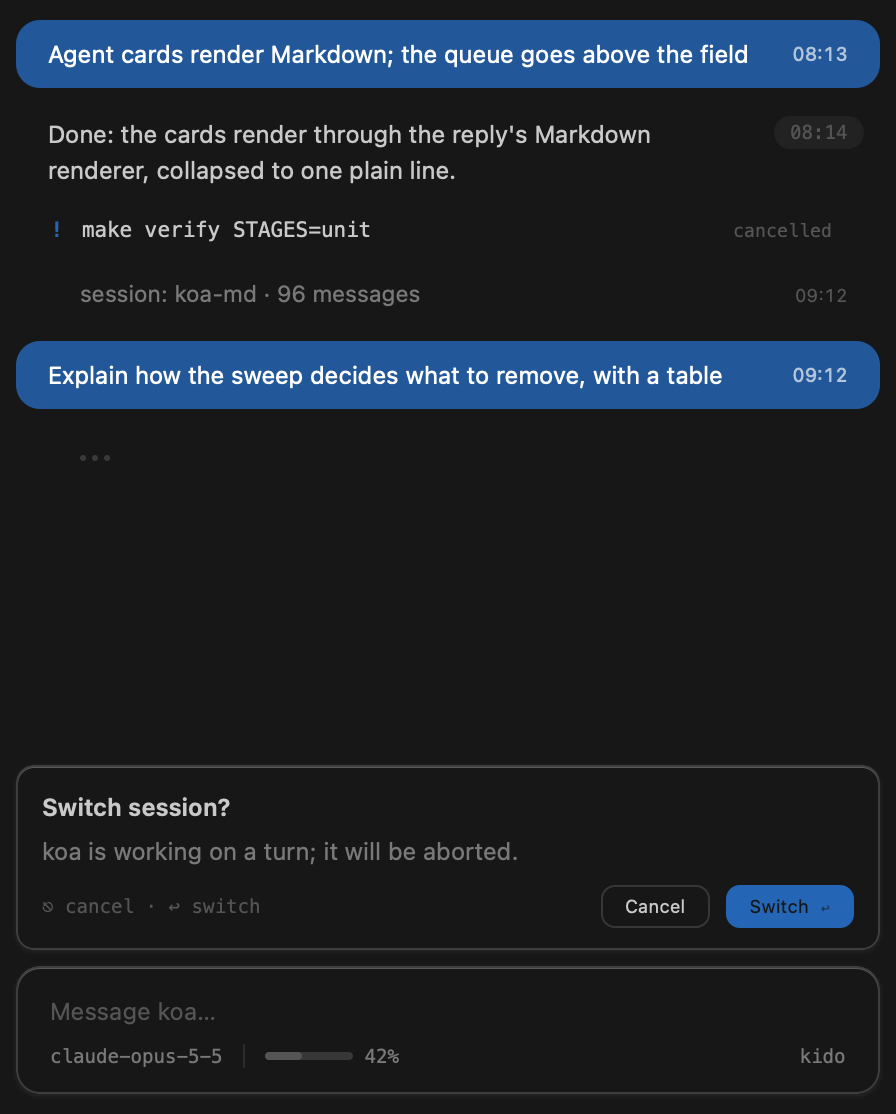 Agent cards render Markdown; the queue goes above the field 08:13
Done: the cards render through the reply's Markdown 08:14
renderer, collapsed to one plain line.
! make verify STAGES=unit cancelled
session: koa-md · 96 messages 09:12
Explain how the sweep decides what to remove, with a table 09:12
Switch session?
koa is working on a turn; it will be aborted.
⎋ cancel · ↩ switch Cancel Switch ↩
Message koa…
claude-opus-5-5 42% kido